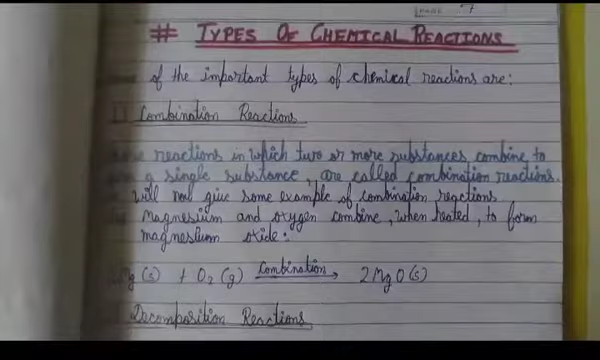 7
# TYPES OF CHEMICAL REACTIONS
of the important types of chemical reactions are:
Combination Reactions
reactions in which two or more substances combine to
a single substance, are called combination reactions.
will now give some example of combination reactions
Magnesium and oxygen combine, when heated, to form
magnesium oxide:
Mg(s) + O₂(g) Combination → 2MgO(s)
Decomposition Reactions